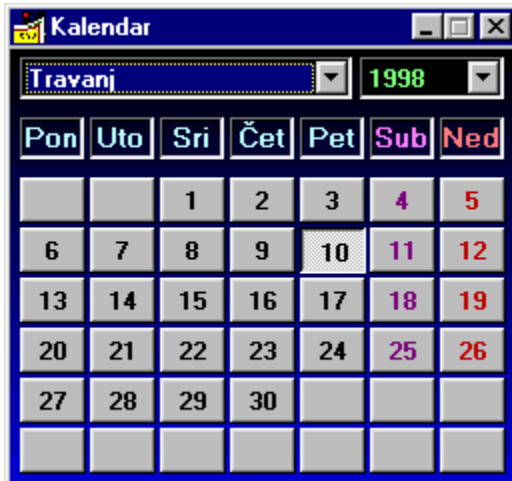 Kalendar
Travanj 1998
Pon Uto Sri Čet Pet Sub Ned
1 2 3 4 5
6 7 8 9 10 11 12
13 14 15 16 17 18 19
20 21 22 23 24 25 26
27 28 29 30